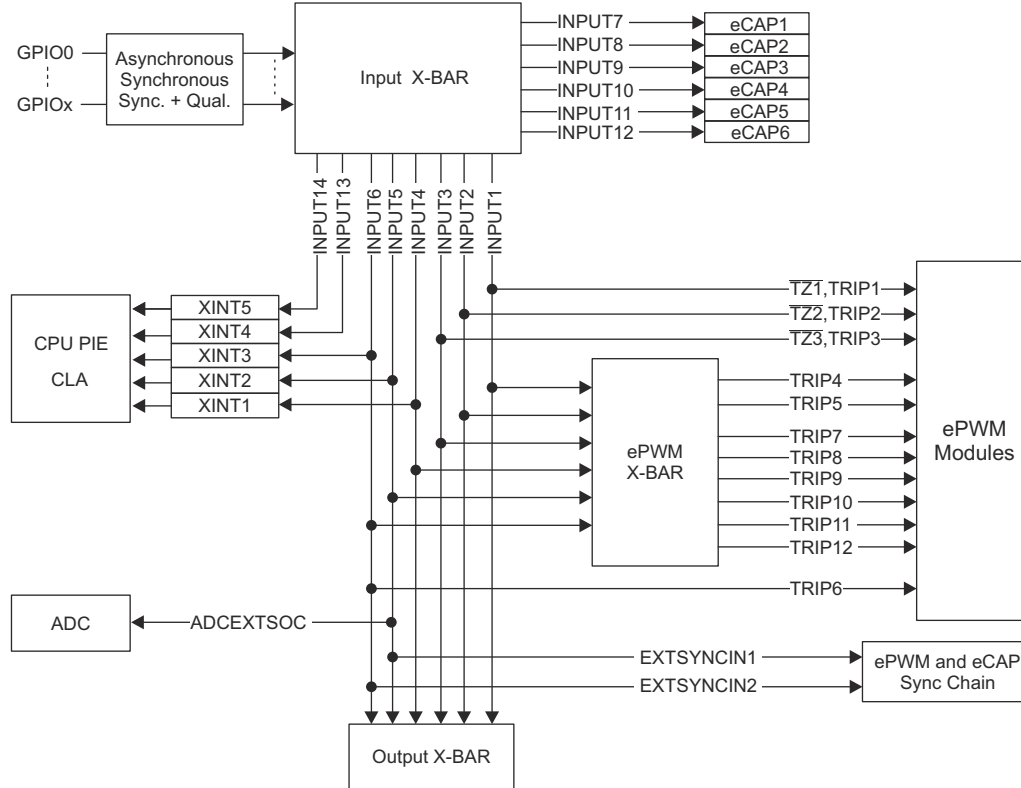 GPIO0
GPIOx
Asynchronous
Synchronous
Sync. + Qual.
Input X-BAR
INPUT7
INPUT8
INPUT9
INPUT10
INPUT11
INPUT12
eCAP1
eCAP2
eCAP3
eCAP4
eCAP5
eCAP6
INPUT14
INPUT13
INPUT6
INPUT5
INPUT4
INPUT3
INPUT2
INPUT1
CPU PIE
CLA
XINT5
XINT4
XINT3
XINT2
XINT1
TZ1,TRIP1
TZ2,TRIP2
TZ3,TRIP3
ePWM
X-BAR
TRIP4
TRIP5
TRIP7
TRIP8
TRIP9
TRIP10
TRIP11
TRIP12
TRIP6
ePWM
Modules
ADC
ADCEXTSOC
EXTSYNCIN1
EXTSYNCIN2
ePWM and eCAP
Sync Chain
Output X-BAR